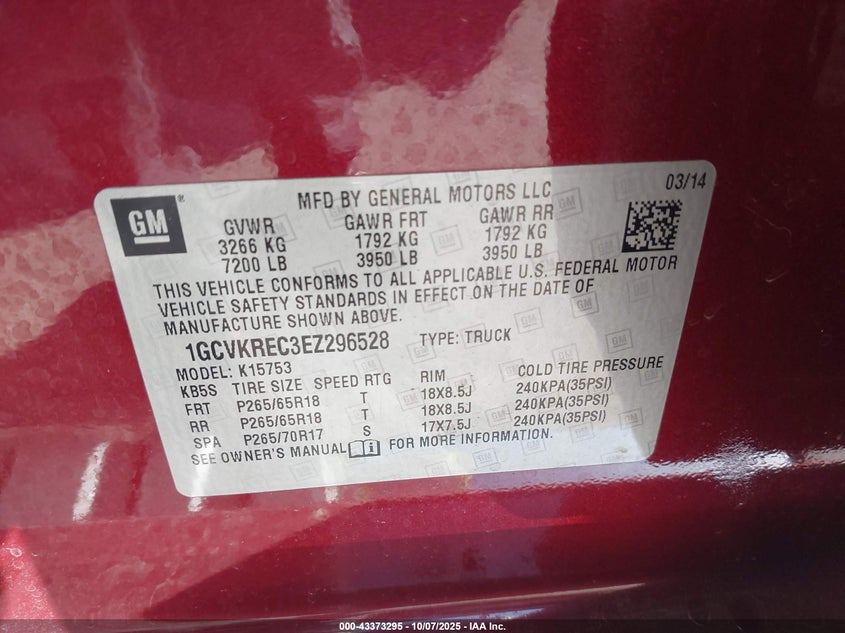 GM ®
MFD BY GENERAL MOTORS LLC 03/14
GVWR GAWR FRT GAWR RR
3266 KG 1792 KG 1792 KG
7200 LB 3950 LB 3950 LB
THIS VEHICLE CONFORMS TO ALL APPLICABLE U.S. FEDERAL MOTOR
VEHICLE SAFETY STANDARDS IN EFFECT ON THE DATE OF
MANUFACTURE SHOWN ABOVE.
1GCVKREC3EZ296528 TYPE: TRUCK
MODEL: K15753
KB5S TIRE SIZE SPEED RTG RIM COLD TIRE PRESSURE
FRT P265/65R18 T 18X8.5J 240KPA(35PSI)
RR P265/65R18 T 18X8.5J 240KPA(35PSI)
SPA P265/70R17 S 17X7.5J 240KPA(35PSI)
SEE OWNER'S MANUAL FOR MORE INFORMATION.
000-43373295 - 10/07/2025 - IAA Inc.